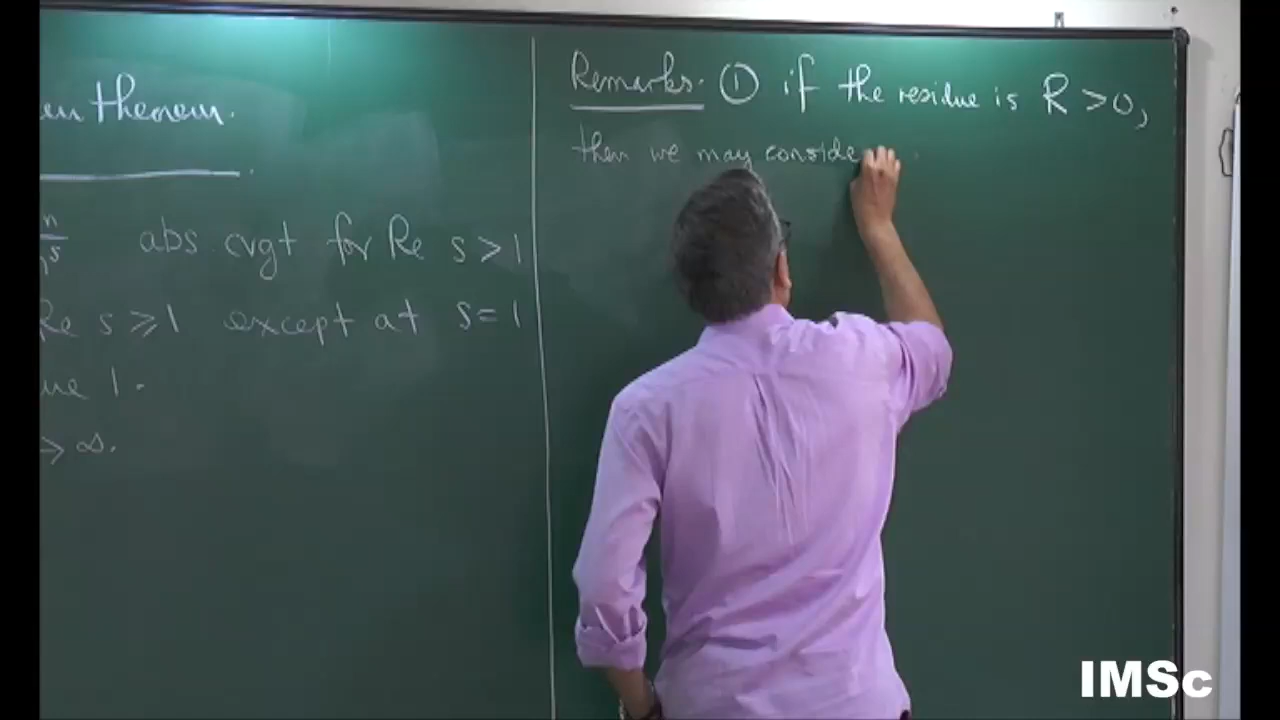 theorem.
abs. cvgt for Re s > 1
Re s ⩾ 1 except at s = 1
1.
> ∞.
Remarks. ① if the residue is R > 0,
then we may conside
IMSc